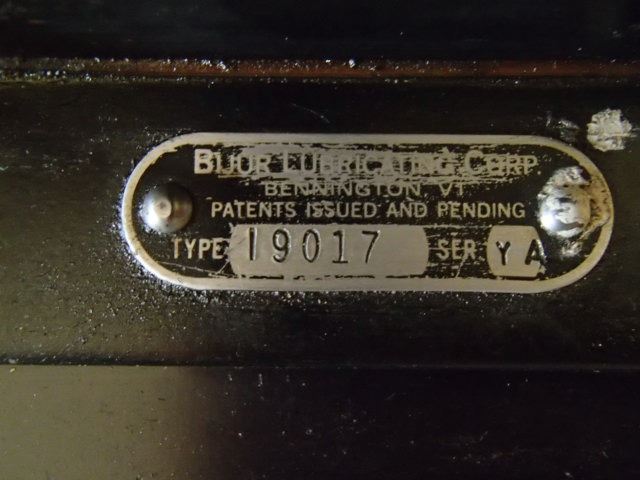 BIJUR LUBRICATING CORP
BENNINGTON VT
PATENTS ISSUED AND PENDING
TYPE 19017 SER. YA